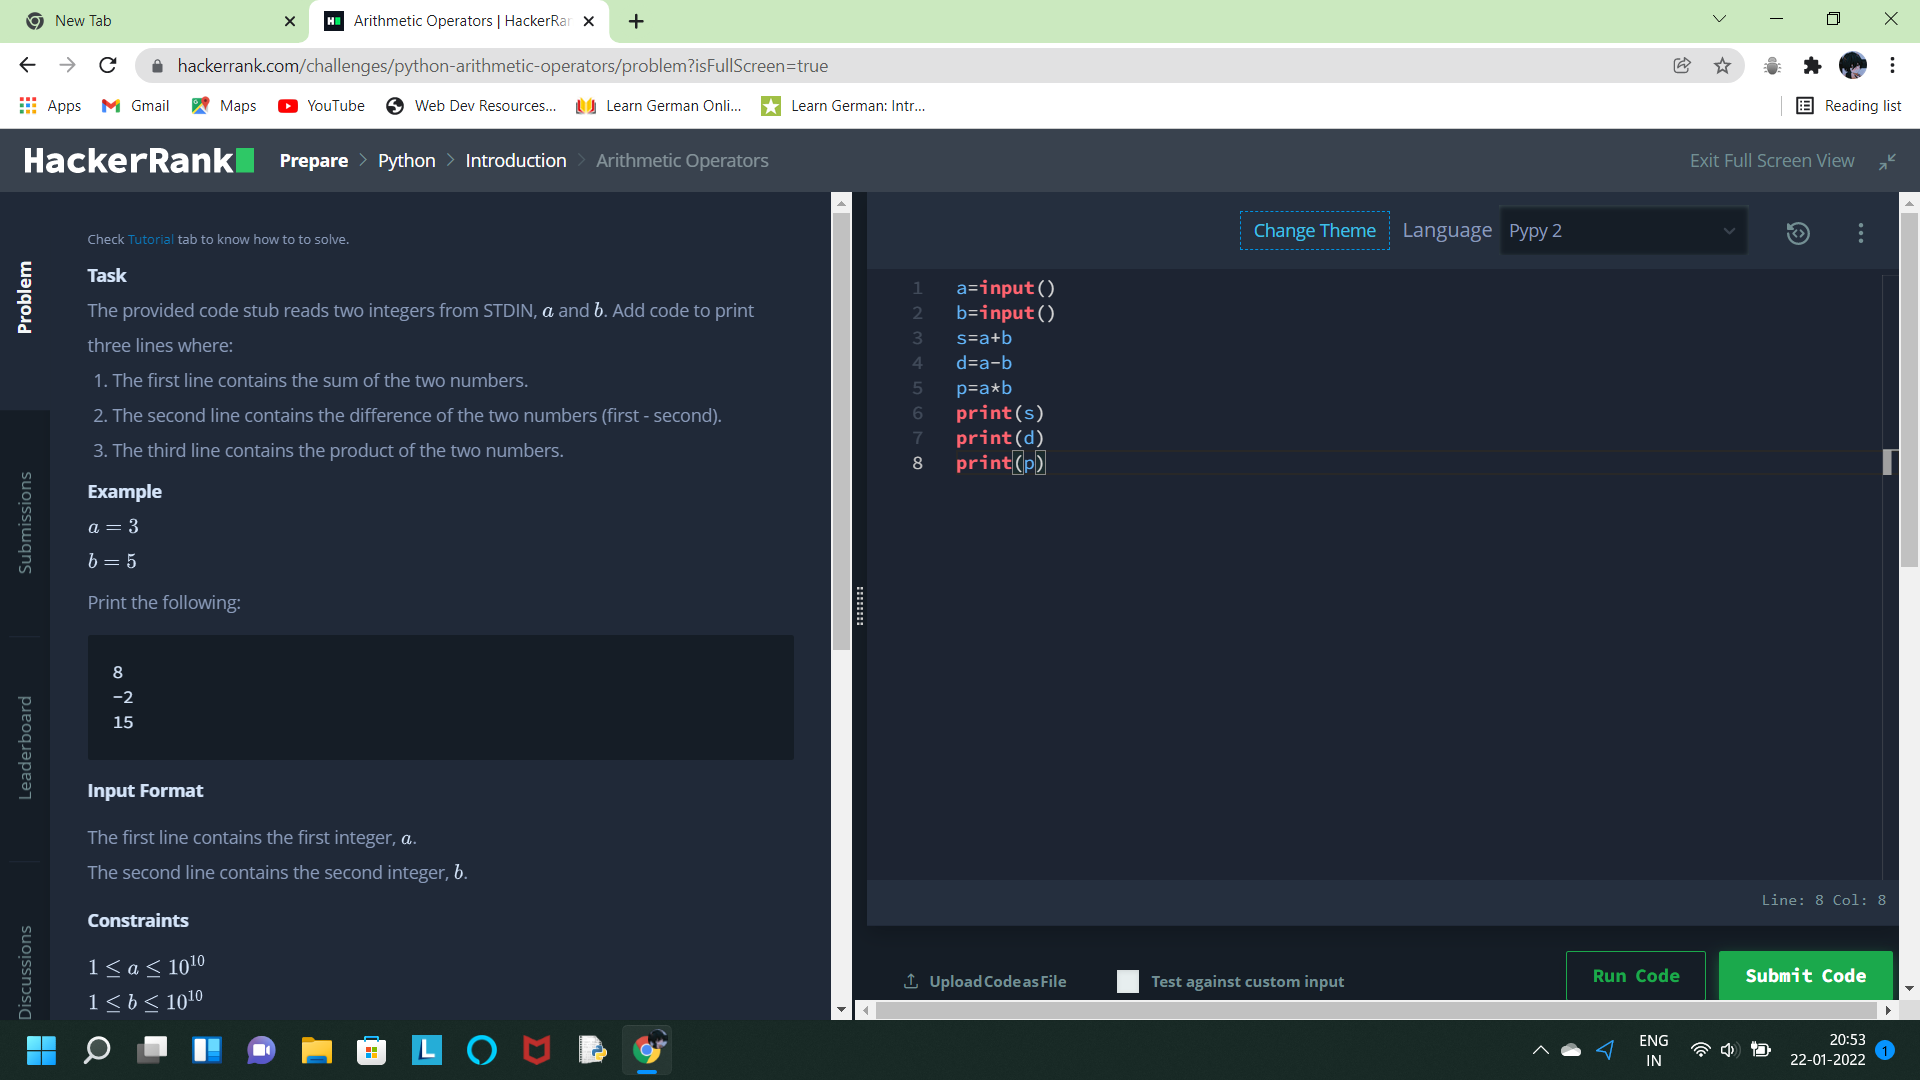 New Tab
Arithmetic Operators | HackerRan
hackerrank.com/challenges/python-arithmetic-operators/problem?isFullScreen=true
Apps
Gmail
Maps
YouTube
Web Dev Resources...
Learn German Onli...
Learn German: Intr...
Reading list
HackerRank
Prepare > Python > Introduction > Arithmetic Operators
Exit Full Screen View
Problem
Submissions
Leaderboard
Discussions
Check Tutorial tab to know how to to solve.
Task
The provided code stub reads two integers from STDIN, a and b. Add code to print
three lines where:
1. The first line contains the sum of the two numbers.
2. The second line contains the difference of the two numbers (first - second).
3. The third line contains the product of the two numbers.
Example
a = 3
b = 5
Print the following:
8
-2
15
Input Format
The first line contains the first integer, a.
The second line contains the second integer, b.
Constraints
1 ≤ a ≤ 10^10
1 ≤ b ≤ 10^10
Change Theme
Language
Pypy 2
1 a=input()
2 b=input()
3 s=a+b
4 d=a-b
5 p=a*b
6 print(s)
7 print(d)
8 print(p)
Line: 8 Col: 8
Upload Code as File
Test against custom input
Run Code
Submit Code
ENG
IN
20:53
22-01-2022
1